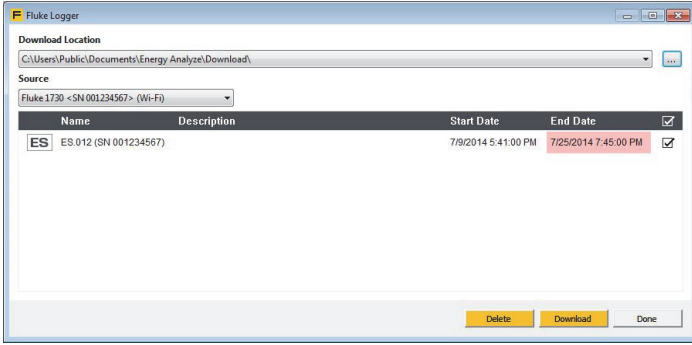 Fluke Logger
Download Location
C:\Users\Public\Documents\Energy Analyze\Download\
...
Source
Fluke 1730 <SN 001234567> (Wi-Fi)
Name Description Start Date End Date
ES ES.012 (SN 001234567) 7/9/2014 5:41:00 PM 7/25/2014 7:45:00 PM
Delete Download Done